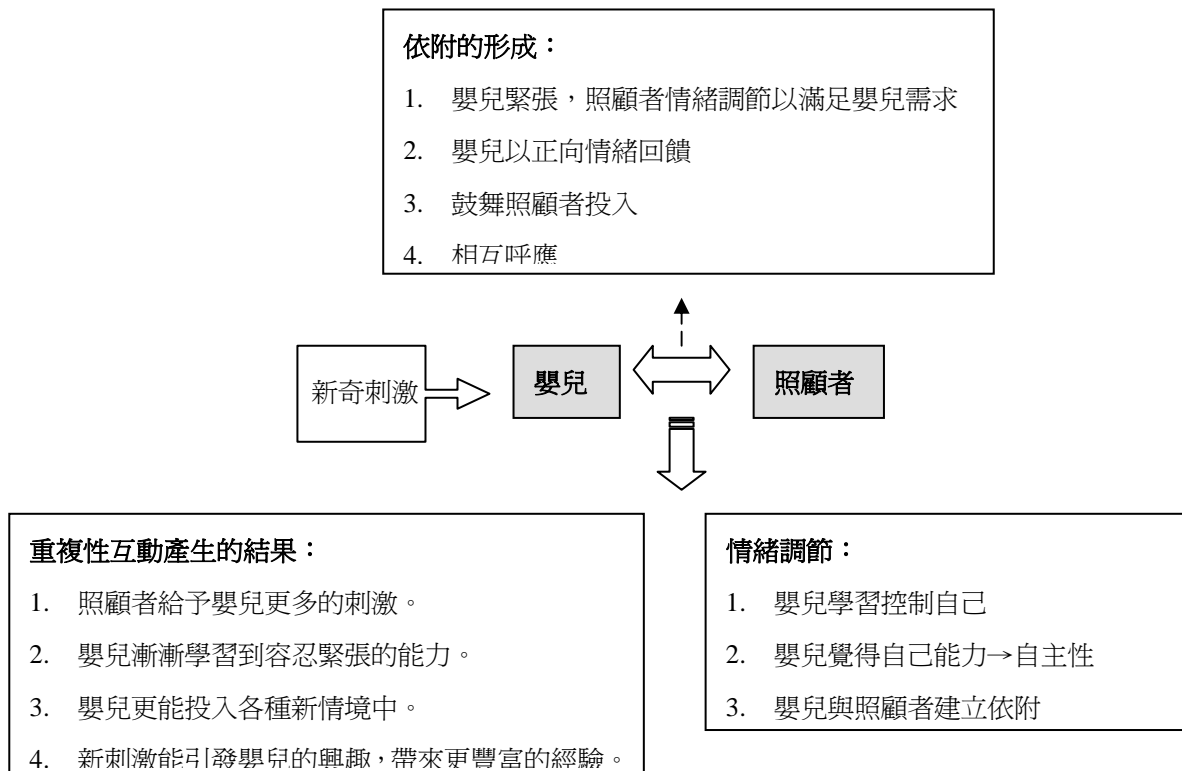 依附的形成：
1. 嬰兒緊張，照顧者情緒調節以滿足嬰兒需求
2. 嬰兒以正向情緒回饋
3. 鼓舞照顧者投入
4. 相互呼應
新奇刺激
嬰兒
照顧者
重複性互動產生的結果：
1. 照顧者給予嬰兒更多的刺激。
2. 嬰兒漸漸學習到容忍緊張的能力。
3. 嬰兒更能投入各種新情境中。
4. 新刺激能引發嬰兒的興趣，帶來更豐富的經驗。
情緒調節：
1. 嬰兒學習控制自己
2. 嬰兒覺得自己能力→自主性
3. 嬰兒與照顧者建立依附